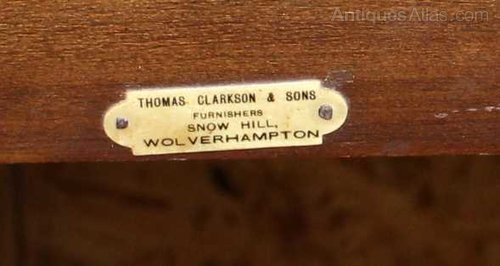 AntiquesAtlas.com
THOMAS CLARKSON & SONS
FURNISHERS
SNOW HILL,
WOLVERHAMPTON